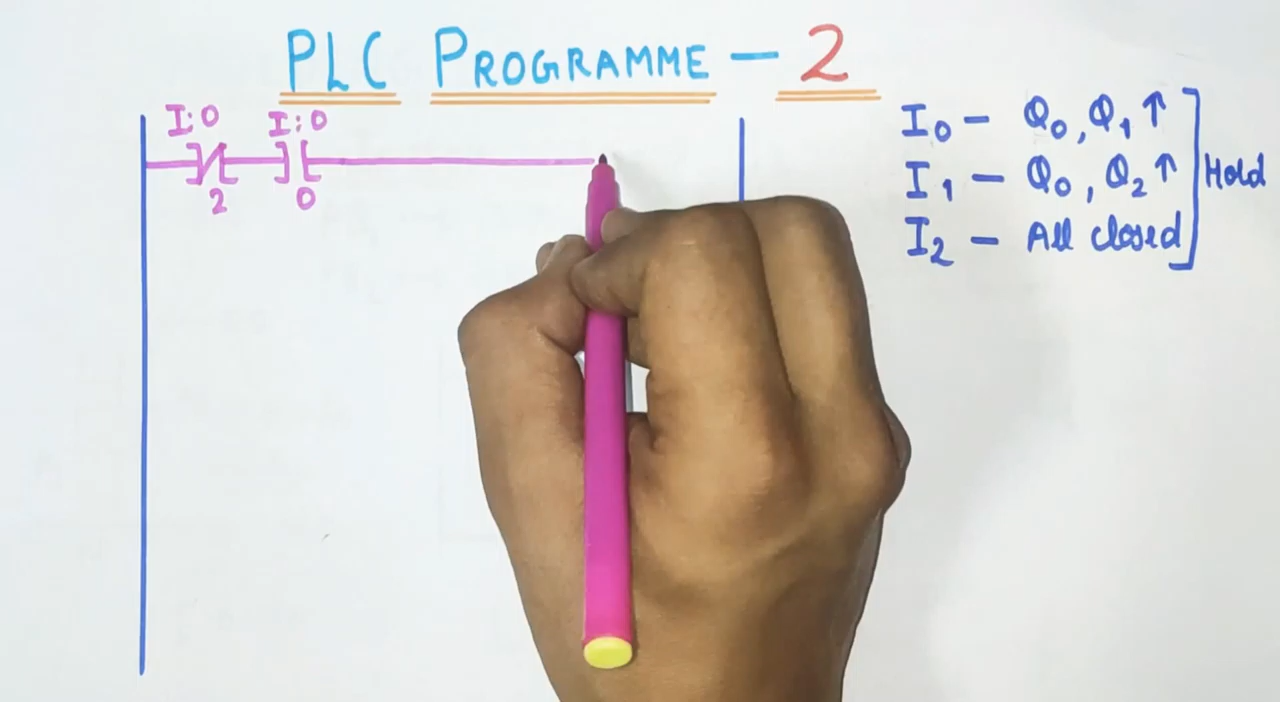 PLC PROGRAMME - 2
I:0 I:0
2 0
I0 - Q0, Q1 ↑
I1 - Q0, Q2 ↑
I2 - All closed
Hold